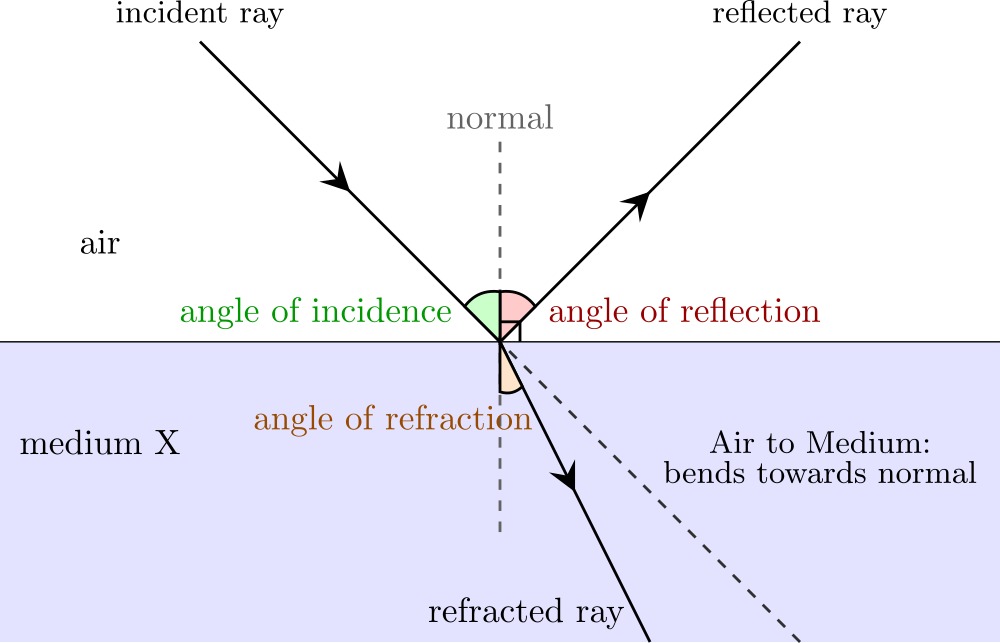 incident ray
reflected ray
normal
air
angle of incidence
angle of reflection
angle of refraction
medium X
Air to Medium:
bends towards normal
refracted ray